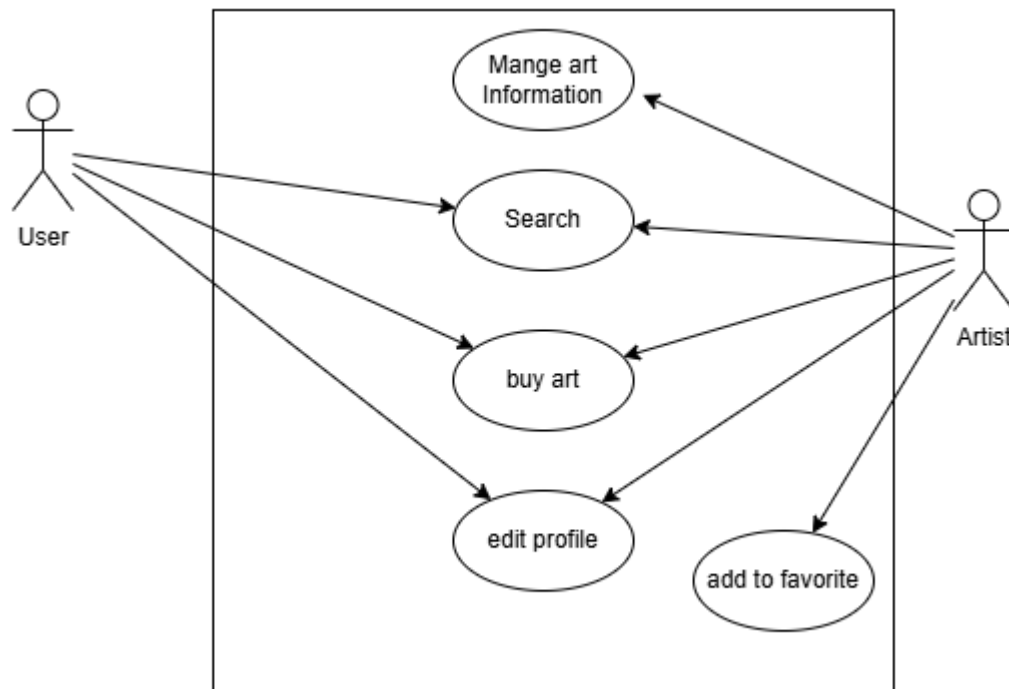 Mange art
Information
Search
User
Artist
buy art
edit profile
add to favorite